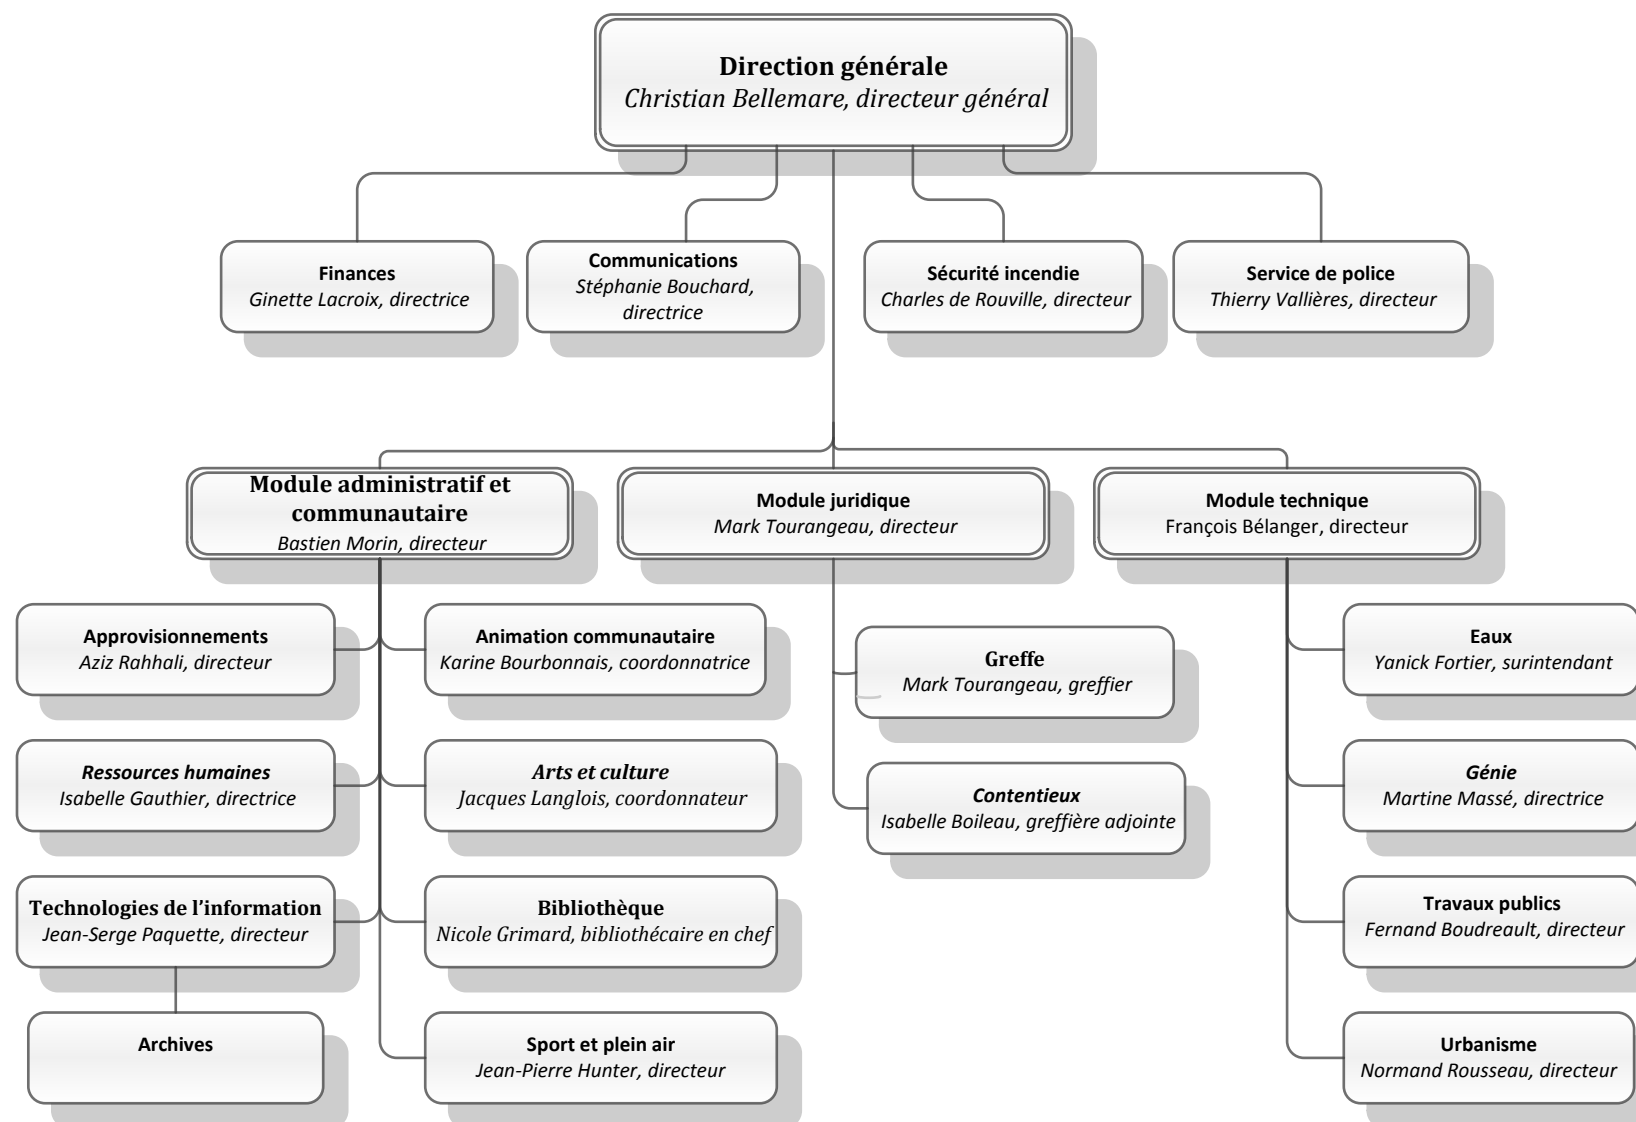 Direction générale
Christian Bellemare, directeur général
Finances
Ginette Lacroix, directrice
Communications
Stéphanie Bouchard,
directrice
Sécurité incendie
Charles de Rouville, directeur
Service de police
Thierry Vallières, directeur
Module administratif et
communautaire
Bastien Morin, directeur
Module juridique
Mark Tourangeau, directeur
Module technique
François Bélanger, directeur
Approvisionnements
Aziz Rahhali, directeur
Animation communautaire
Karine Bourbonnais, coordonnatrice
Greffe
Mark Tourangeau, greffier
Eaux
Yanick Fortier, surintendant
Ressources humaines
Isabelle Gauthier, directrice
Arts et culture
Jacques Langlois, coordonnateur
Contentieux
Isabelle Boileau, greffière adjointe
Génie
Martine Massé, directrice
Technologies de l'information
Jean-Serge Paquette, directeur
Bibliothèque
Nicole Grimard, bibliothécaire en chef
Travaux publics
Fernand Boudreault, directeur
Archives
Sport et plein air
Jean-Pierre Hunter, directeur
Urbanisme
Normand Rousseau, directeur